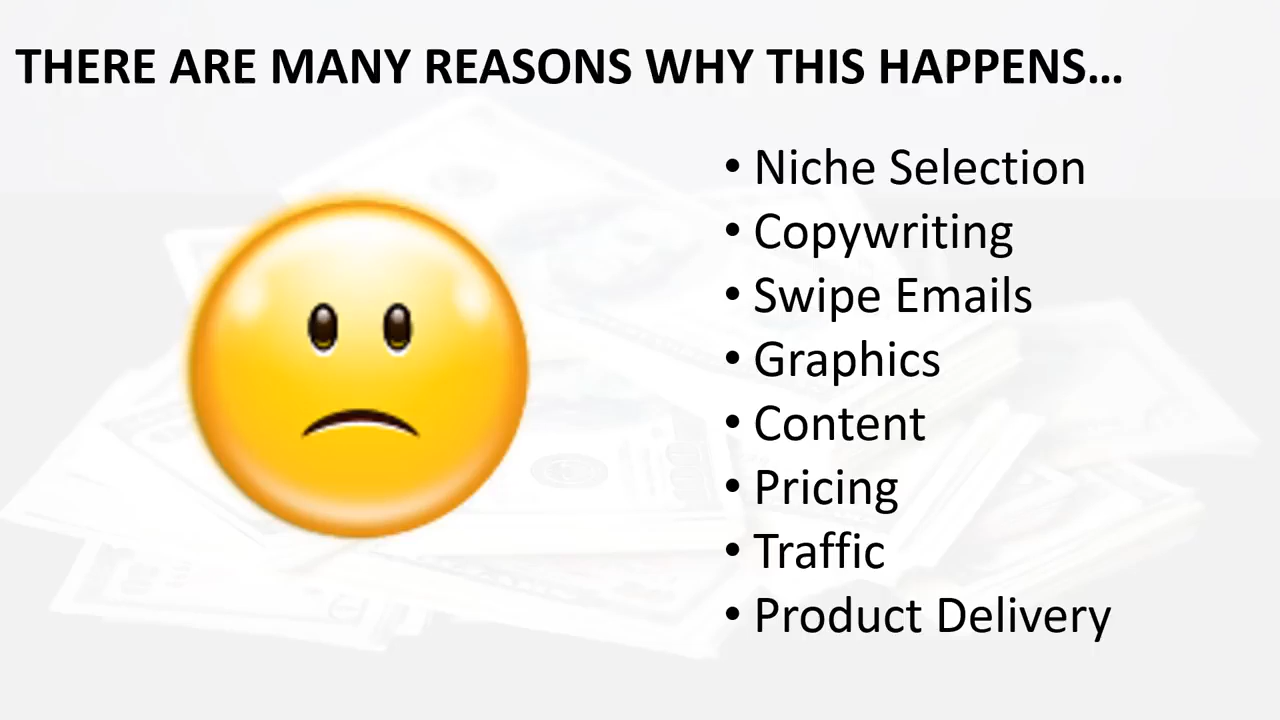 THERE ARE MANY REASONS WHY THIS HAPPENS...
• Niche Selection
• Copywriting
• Swipe Emails
• Graphics
• Content
• Pricing
• Traffic
• Product Delivery